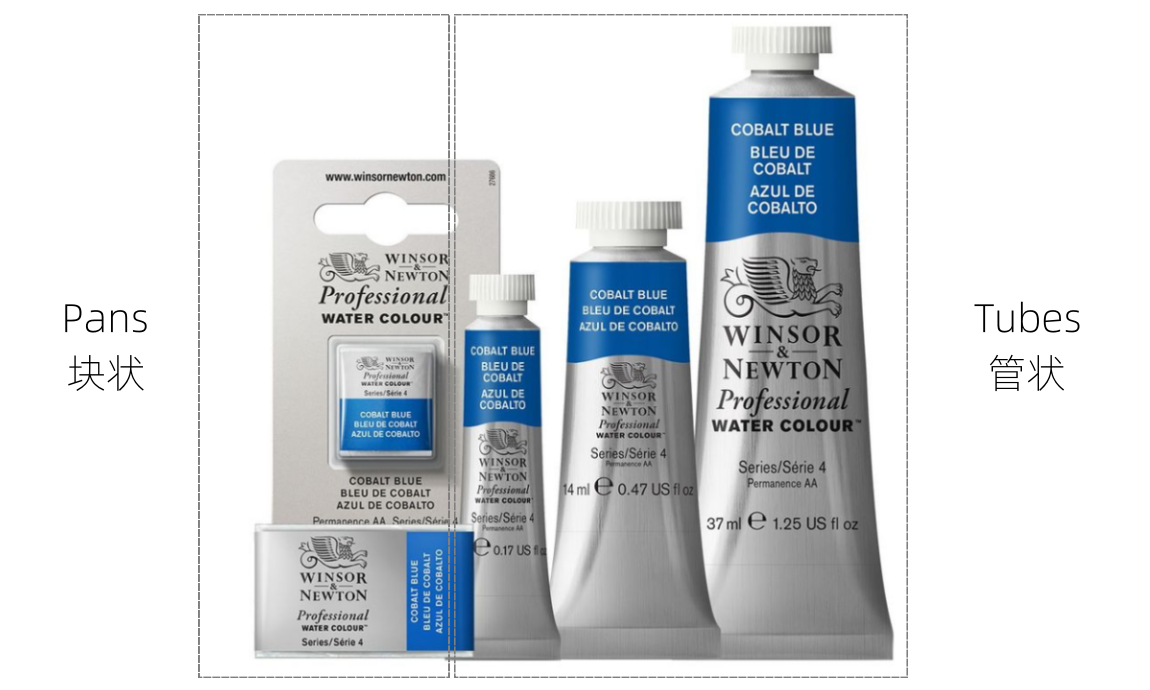 Pans
块状
www.winsornewton.com
WINSOR
&
NEWTON
Professional
WATER COLOUR™
WINSOR
&
NEWTON
Professional
WATER COLOUR™
Series/Série 4
COBALT BLUE
BLEU DE COBALT
AZUL DE COBALTO
COBALT BLUE
BLEU DE COBALT
AZUL DE COBALTO
Permanence AA Series/Série 4
WINSOR
&
NEWTON
Professional
WATER COLOUR™
Series/Série 4
COBALT BLUE
BLEU DE COBALT
AZUL DE COBALTO
COBALT BLUE
BLEU DE
COBALT
AZUL DE
COBALTO
WINSOR
&
NEWTON
Professional
WATER COLOUR™
Series/Série 4
Permanence AA
e 0.17 US fl oz
COBALT BLUE
BLEU DE COBALT
AZUL DE COBALTO
WINSOR
&
NEWTON
Professional
WATER COLOUR™
Series/Série 4
Permanence AA
14 ml e 0.47 US fl oz
COBALT BLUE
BLEU DE
COBALT
AZUL DE
COBALTO
WINSOR
&
NEWTON
Professional
WATER COLOUR™
Series/Série 4
Permanence AA
37 ml e 1.25 US fl oz
Tubes
管状